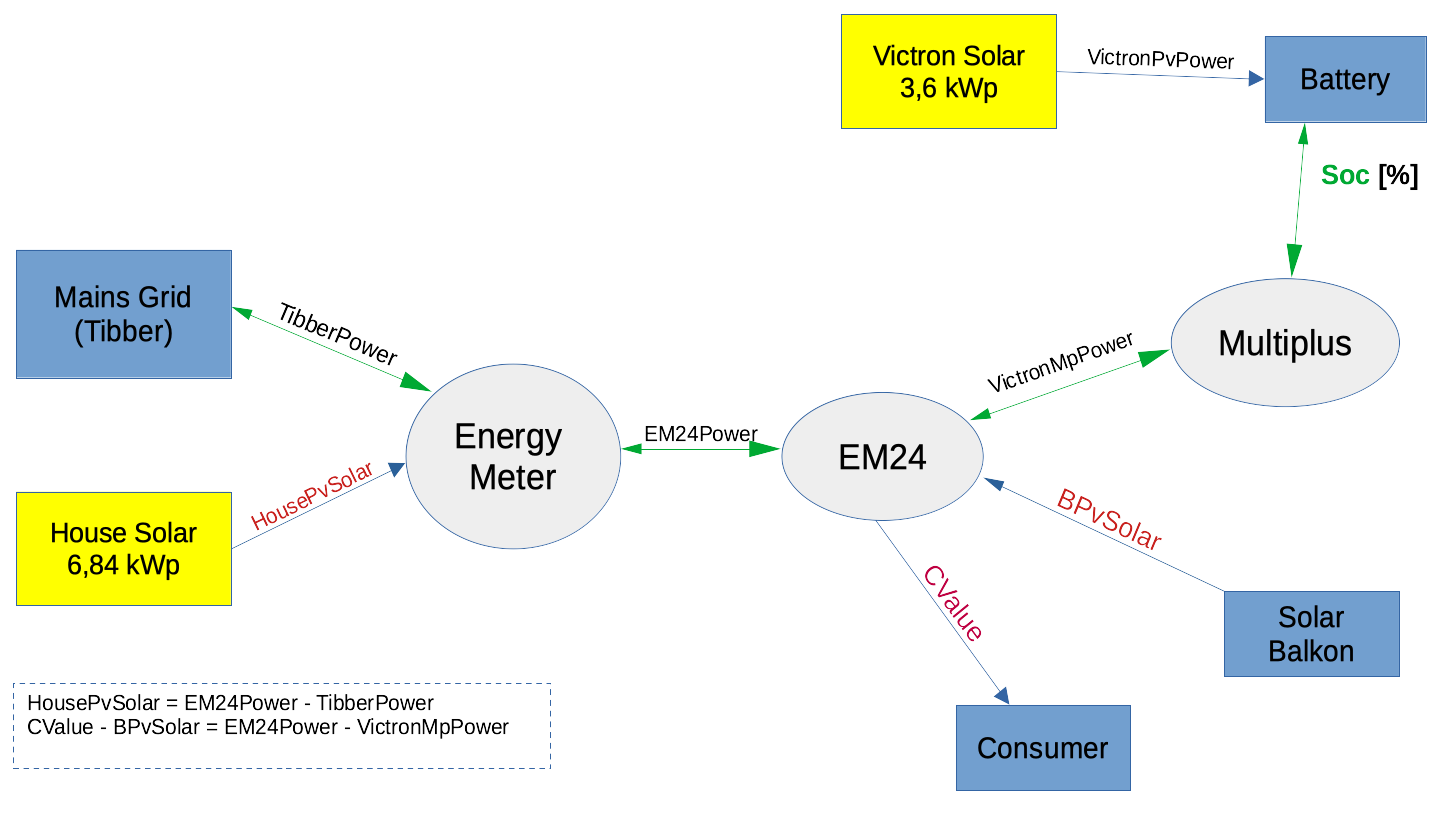 Victron Solar
3,6 kWp
VictronPvPower
Battery
Soc [%]
Mains Grid
(Tibber)
TibberPower
Multiplus
VictronMpPower
Energy
Meter
EM24Power
EM24
HousePvSolar
House Solar
6,84 kWp
BPvSolar
CValue
Solar
Balkon
HousePvSolar = EM24Power - TibberPower
CValue - BPvSolar = EM24Power - VictronMpPower
Consumer